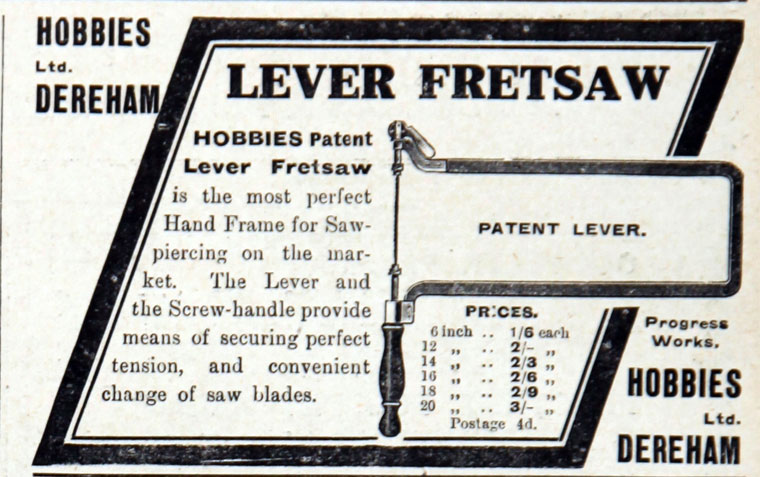 HOBBIES
Ltd.
DEREHAM
LEVER FRETSAW
HOBBIES Patent
Lever Fretsaw
is the most perfect
Hand Frame for Saw-
piercing on the mar-
ket. The Lever and
the Screw-handle provide
means of securing perfect
tension, and convenient
change of saw blades.
PATENT LEVER.
PRICES.
6 inch .. 1/6 each
12 „ .. 2/- „
14 „ .. 2/3 „
16 „ .. 2/6 „
18 „ .. 2/9 „
20 „ .. 3/- „
Postage 4d.
Progress
Works,
HOBBIES
Ltd.
DEREHAM